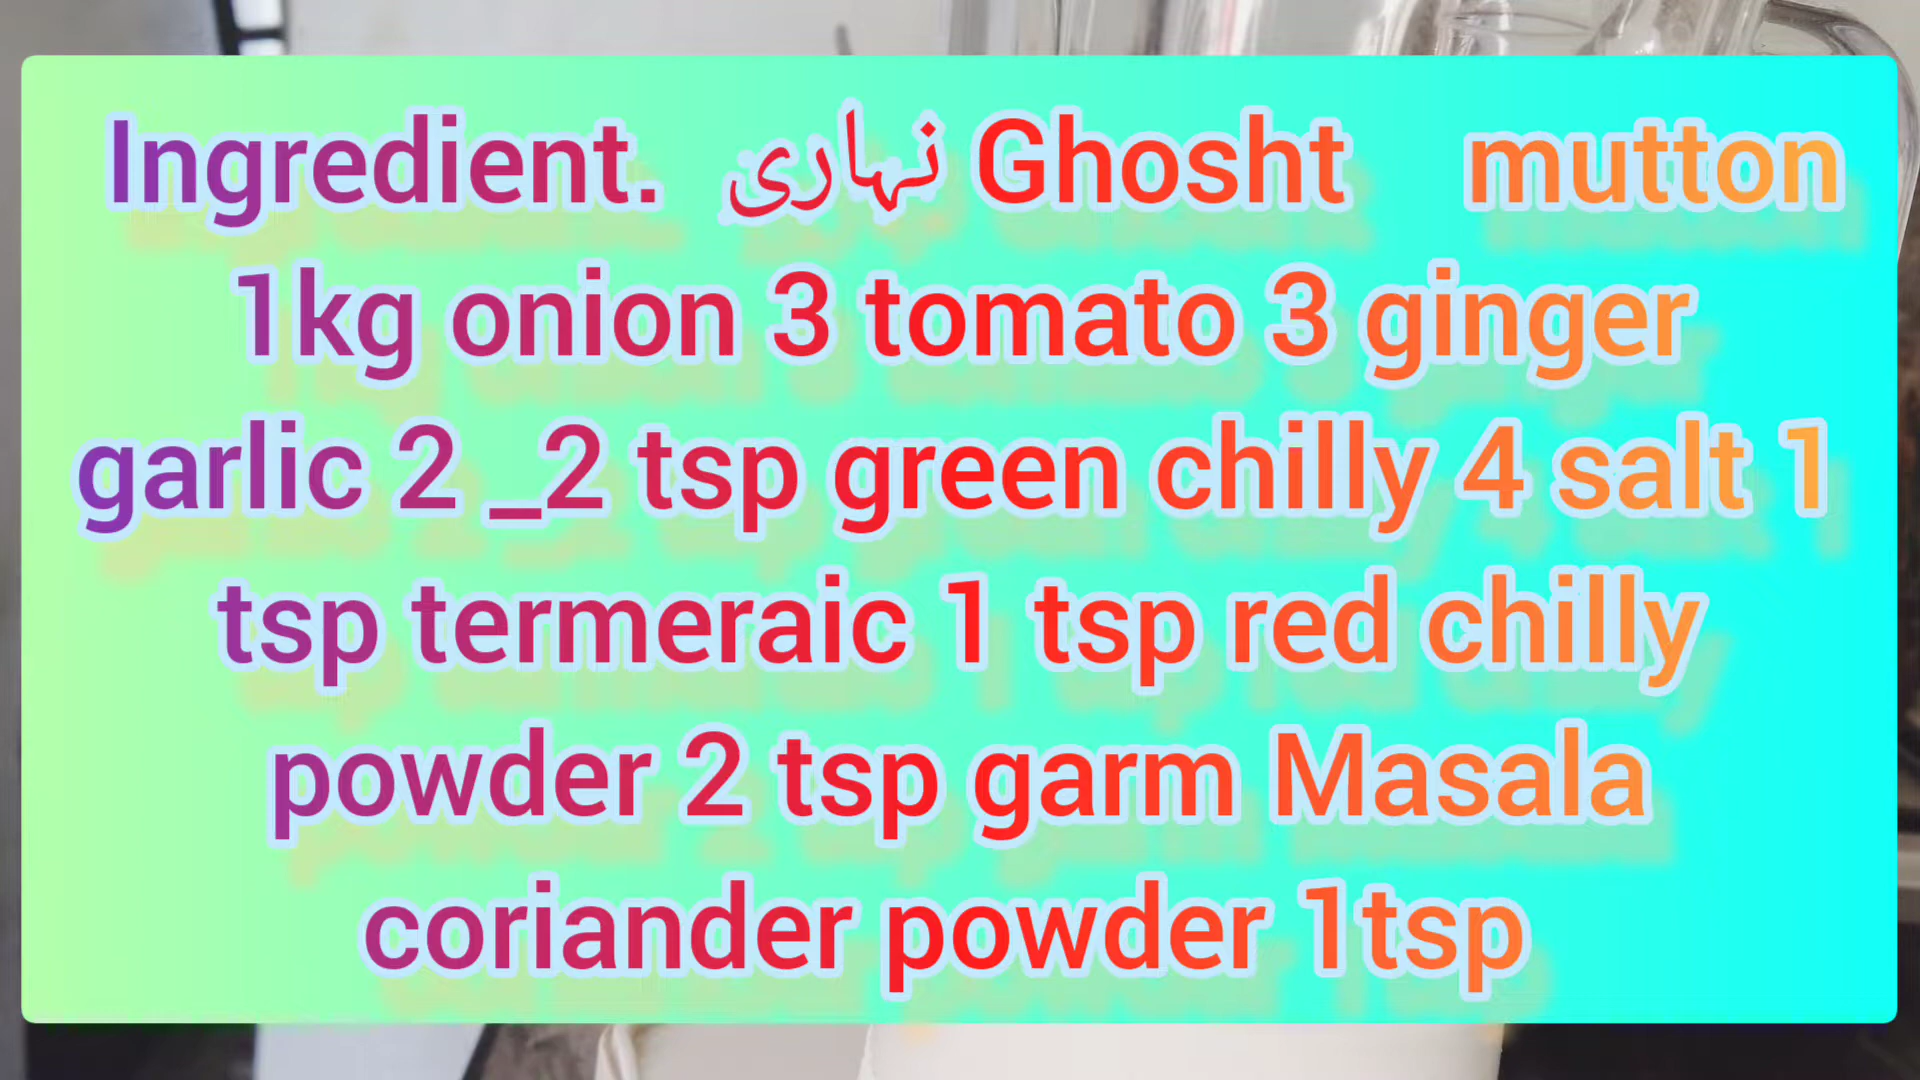 Ingredient. نہاری Ghosht mutton
1kg onion 3 tomato 3 ginger
garlic 2 _2 tsp green chilly 4 salt 1
tsp termeraic 1 tsp red chilly
powder 2 tsp garm Masala
coriander powder 1tsp